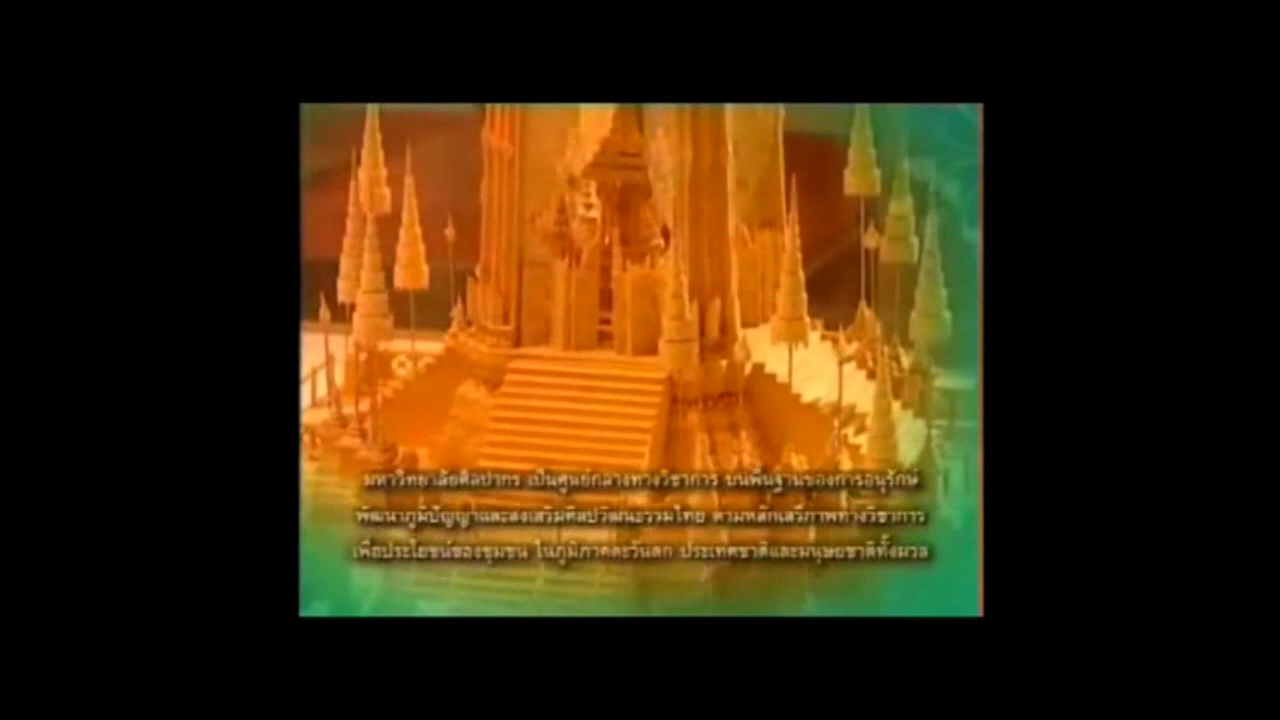 มหาวิทยาลัยศิลปากร เป็นศูนย์กลางทางวิชาการ บนพื้นฐานของการอนุรักษ์
พัฒนาภูมิปัญญาและส่งเสริมศิลปวัฒนธรรมไทย ตามหลักเสรีภาพทางวิชาการ
เพื่อประโยชน์ของชุมชน ในภูมิภาคตะวันตก ประเทศชาติและมนุษยชาติทั้งมวล